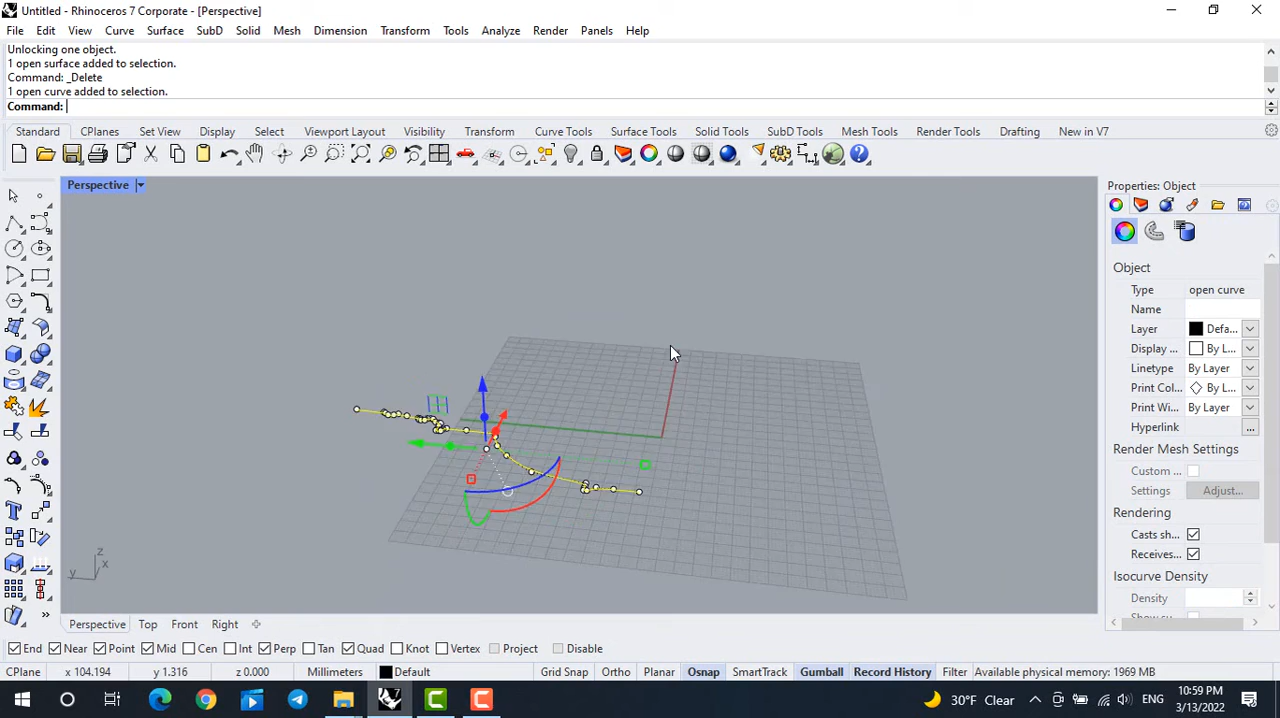 Untitled - Rhinoceros 7 Corporate - [Perspective]
File Edit View Curve Surface SubD Solid Mesh Dimension Transform Tools Analyze Render Panels Help
Unlocking one object.
1 open surface added to selection.
Command: _Delete
1 open curve added to selection.
Command:
Standard CPlanes Set View Display Select Viewport Layout Visibility Transform Curve Tools Surface Tools Solid Tools SubD Tools Mesh Tools Render Tools Drafting New in V7
Perspective
Properties: Object
Object
Type open curve
Name
Layer Defa...
Display ... By L...
Linetype By Layer
Print Col... By L...
Print Wi... By Layer
Hyperlink ...
Render Mesh Settings
Custom ...
Settings Adjust...
Rendering
Casts sh...
Receives...
Isocurve Density
Density
z
y x
Perspective Top Front Right
End Near Point Mid Cen Int Perp Tan Quad Knot Vertex Project Disable
CPlane x 104.194 y 1.316 z 0.000 Millimeters Default Grid Snap Ortho Planar Osnap SmartTrack Gumball Record History Filter Available physical memory: 1969 MB
30°F Clear ENG 10:59 PM
3/13/2022